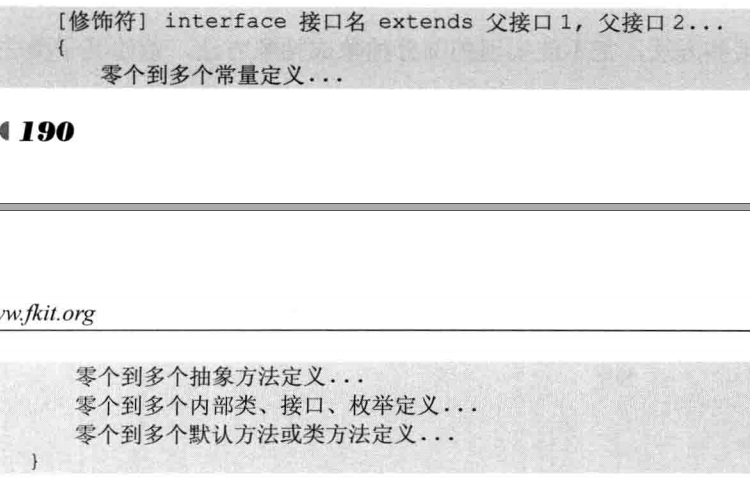 [修饰符] interface 接口名 extends 父接口1, 父接口2...
{
零个到多个常量定义...
190
w.fkit.org
零个到多个抽象方法定义...
零个到多个内部类、接口、枚举定义...
零个到多个默认方法或类方法定义...
}